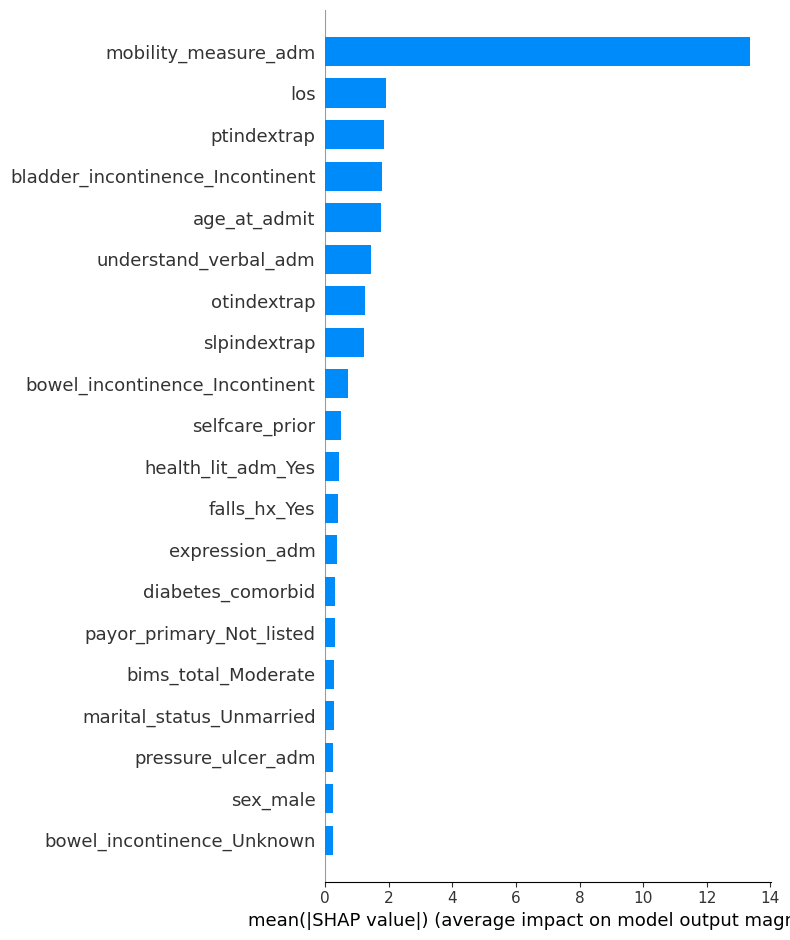 mobility_measure_adm
los
ptindextrap
bladder_incontinence_Incontinent
age_at_admit
understand_verbal_adm
otindextrap
slpindextrap
bowel_incontinence_Incontinent
selfcare_prior
health_lit_adm_Yes
falls_hx_Yes
expression_adm
diabetes_comorbid
payor_primary_Not_listed
bims_total_Moderate
marital_status_Unmarried
pressure_ulcer_adm
sex_male
bowel_incontinence_Unknown
0 2 4 6 8 10 12 14
mean(|SHAP value|) (average impact on model output magr